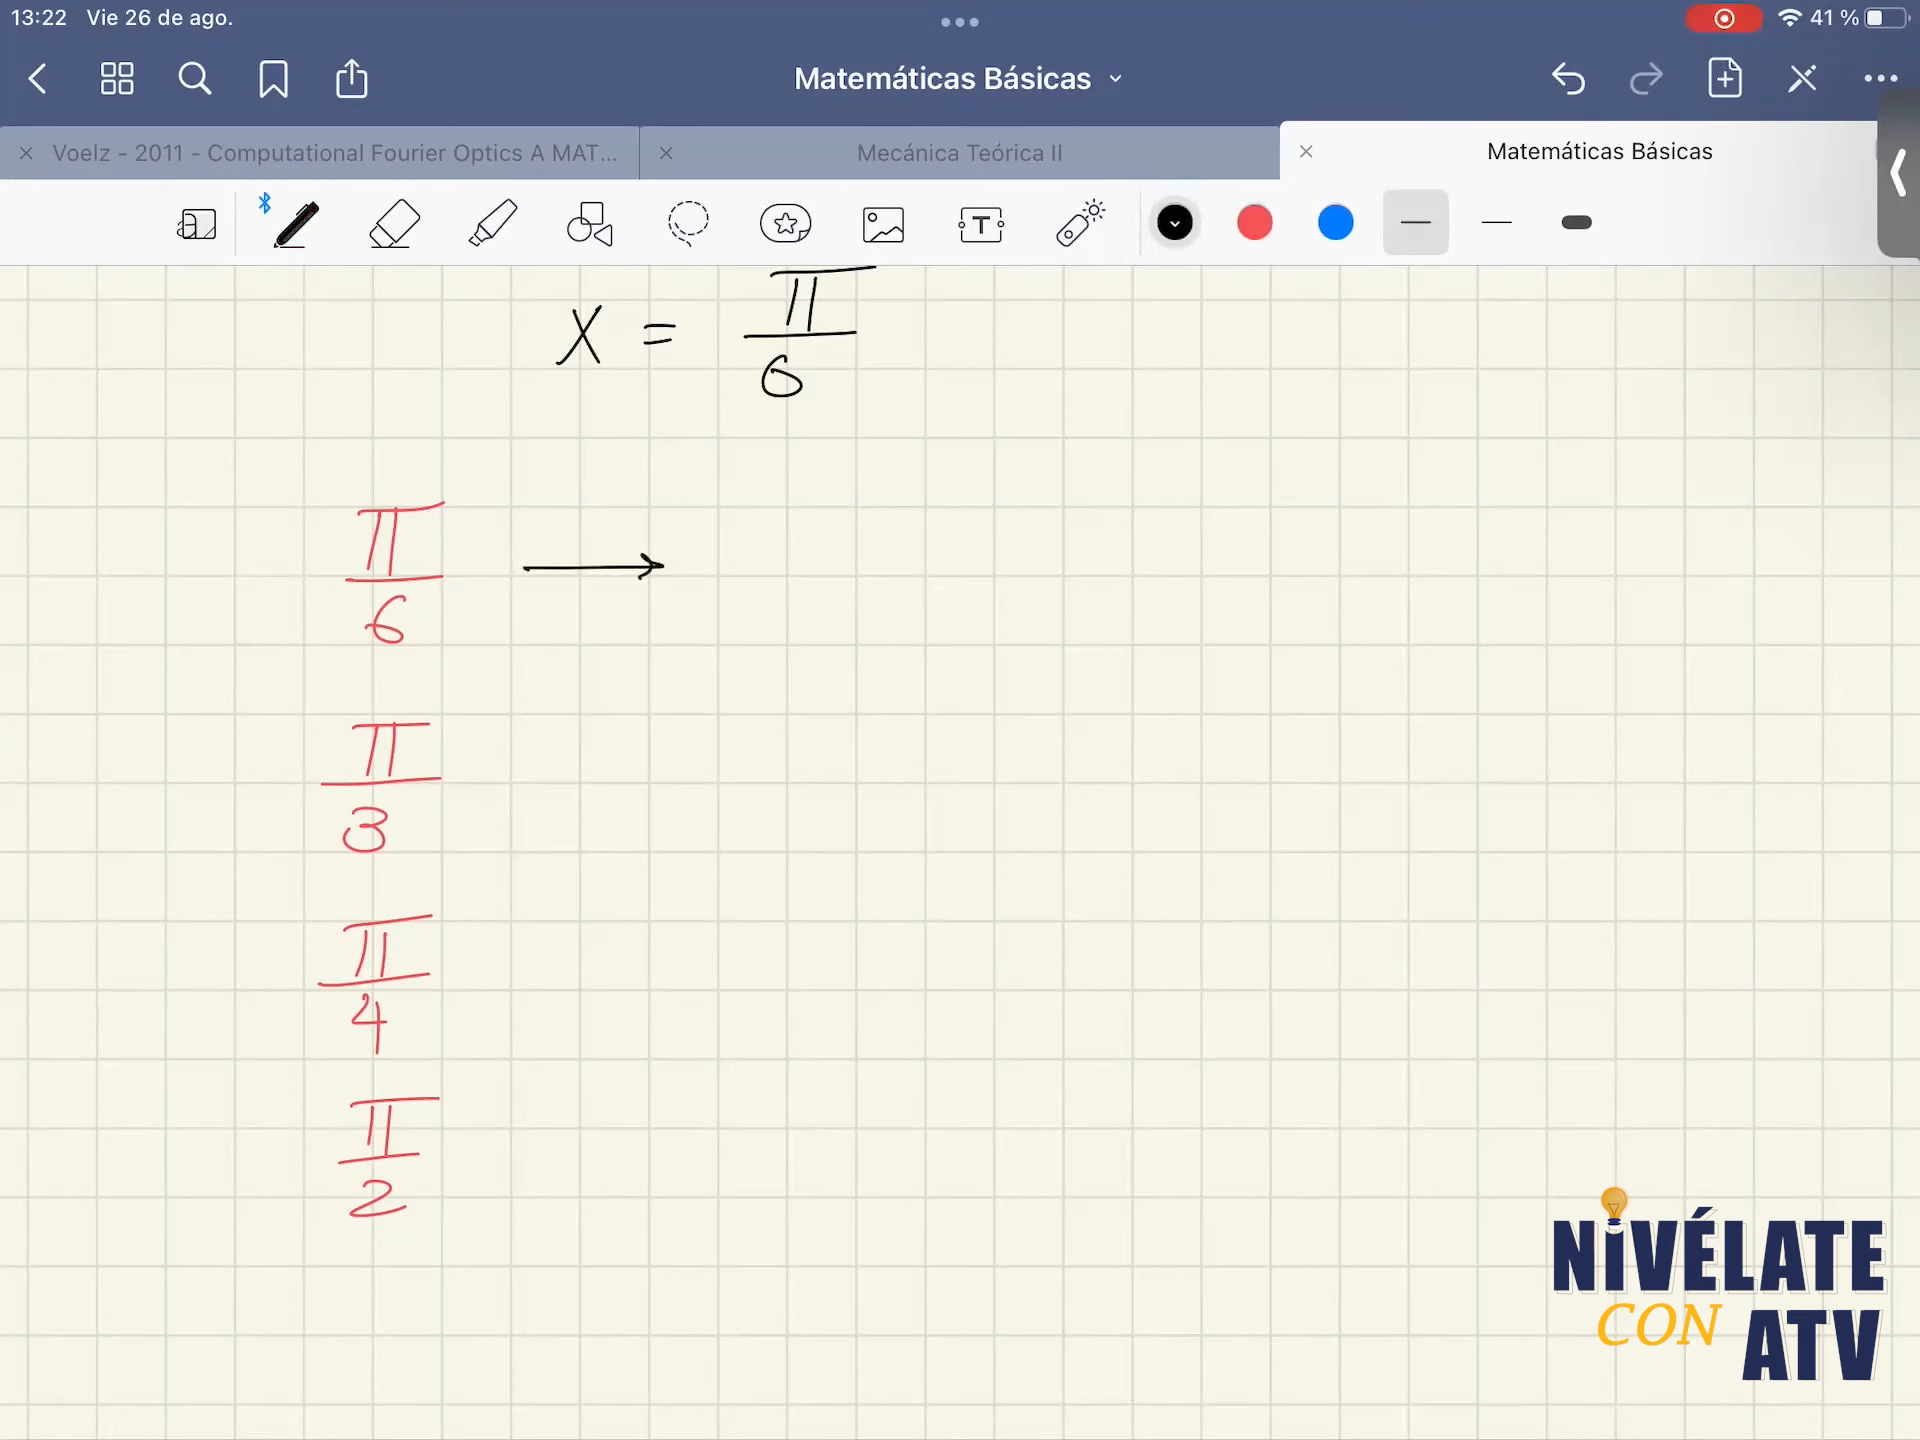 13:22 Vie 26 de ago.
41 %
Matemáticas Básicas
Voelz - 2011 - Computational Fourier Optics A MAT...
Mecánica Teórica II
Matemáticas Básicas
X = π/6
π/6 →
π/3
π/4
π/2
NIVÉLATE
CON
ATV